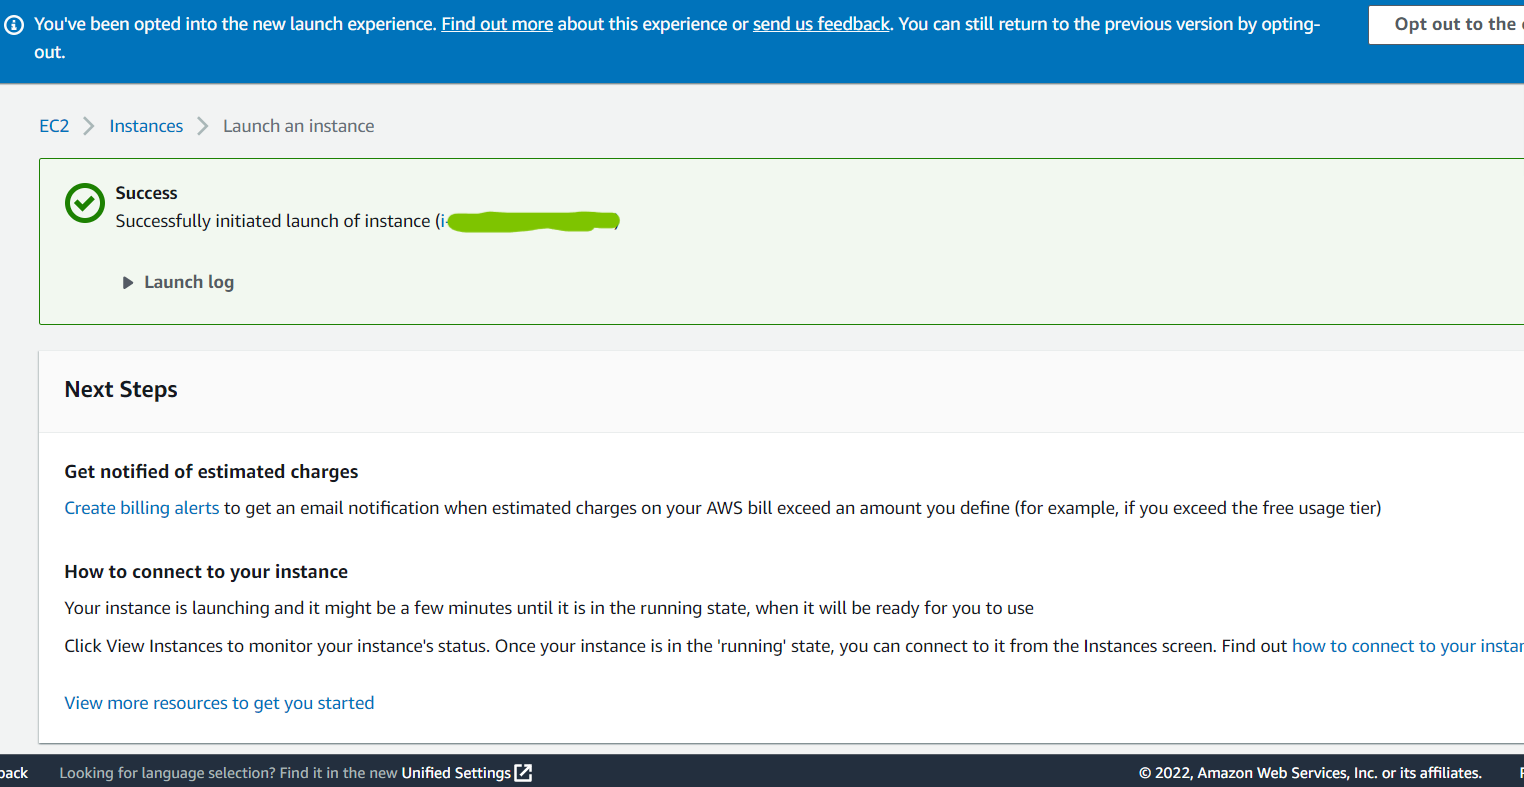 You've been opted into the new launch experience. Find out more about this experience or send us feedback. You can still return to the previous version by opting-
out.
Opt out to the
EC2 > Instances > Launch an instance
Success
Successfully initiated launch of instance (i-
Launch log
Next Steps
Get notified of estimated charges
Create billing alerts to get an email notification when estimated charges on your AWS bill exceed an amount you define (for example, if you exceed the free usage tier)
How to connect to your instance
Your instance is launching and it might be a few minutes until it is in the running state, when it will be ready for you to use
Click View Instances to monitor your instance's status. Once your instance is in the 'running' state, you can connect to it from the Instances screen. Find out how to connect to your instan
View more resources to get you started
back Looking for language selection? Find it in the new Unified Settings © 2022, Amazon Web Services, Inc. or its affiliates.